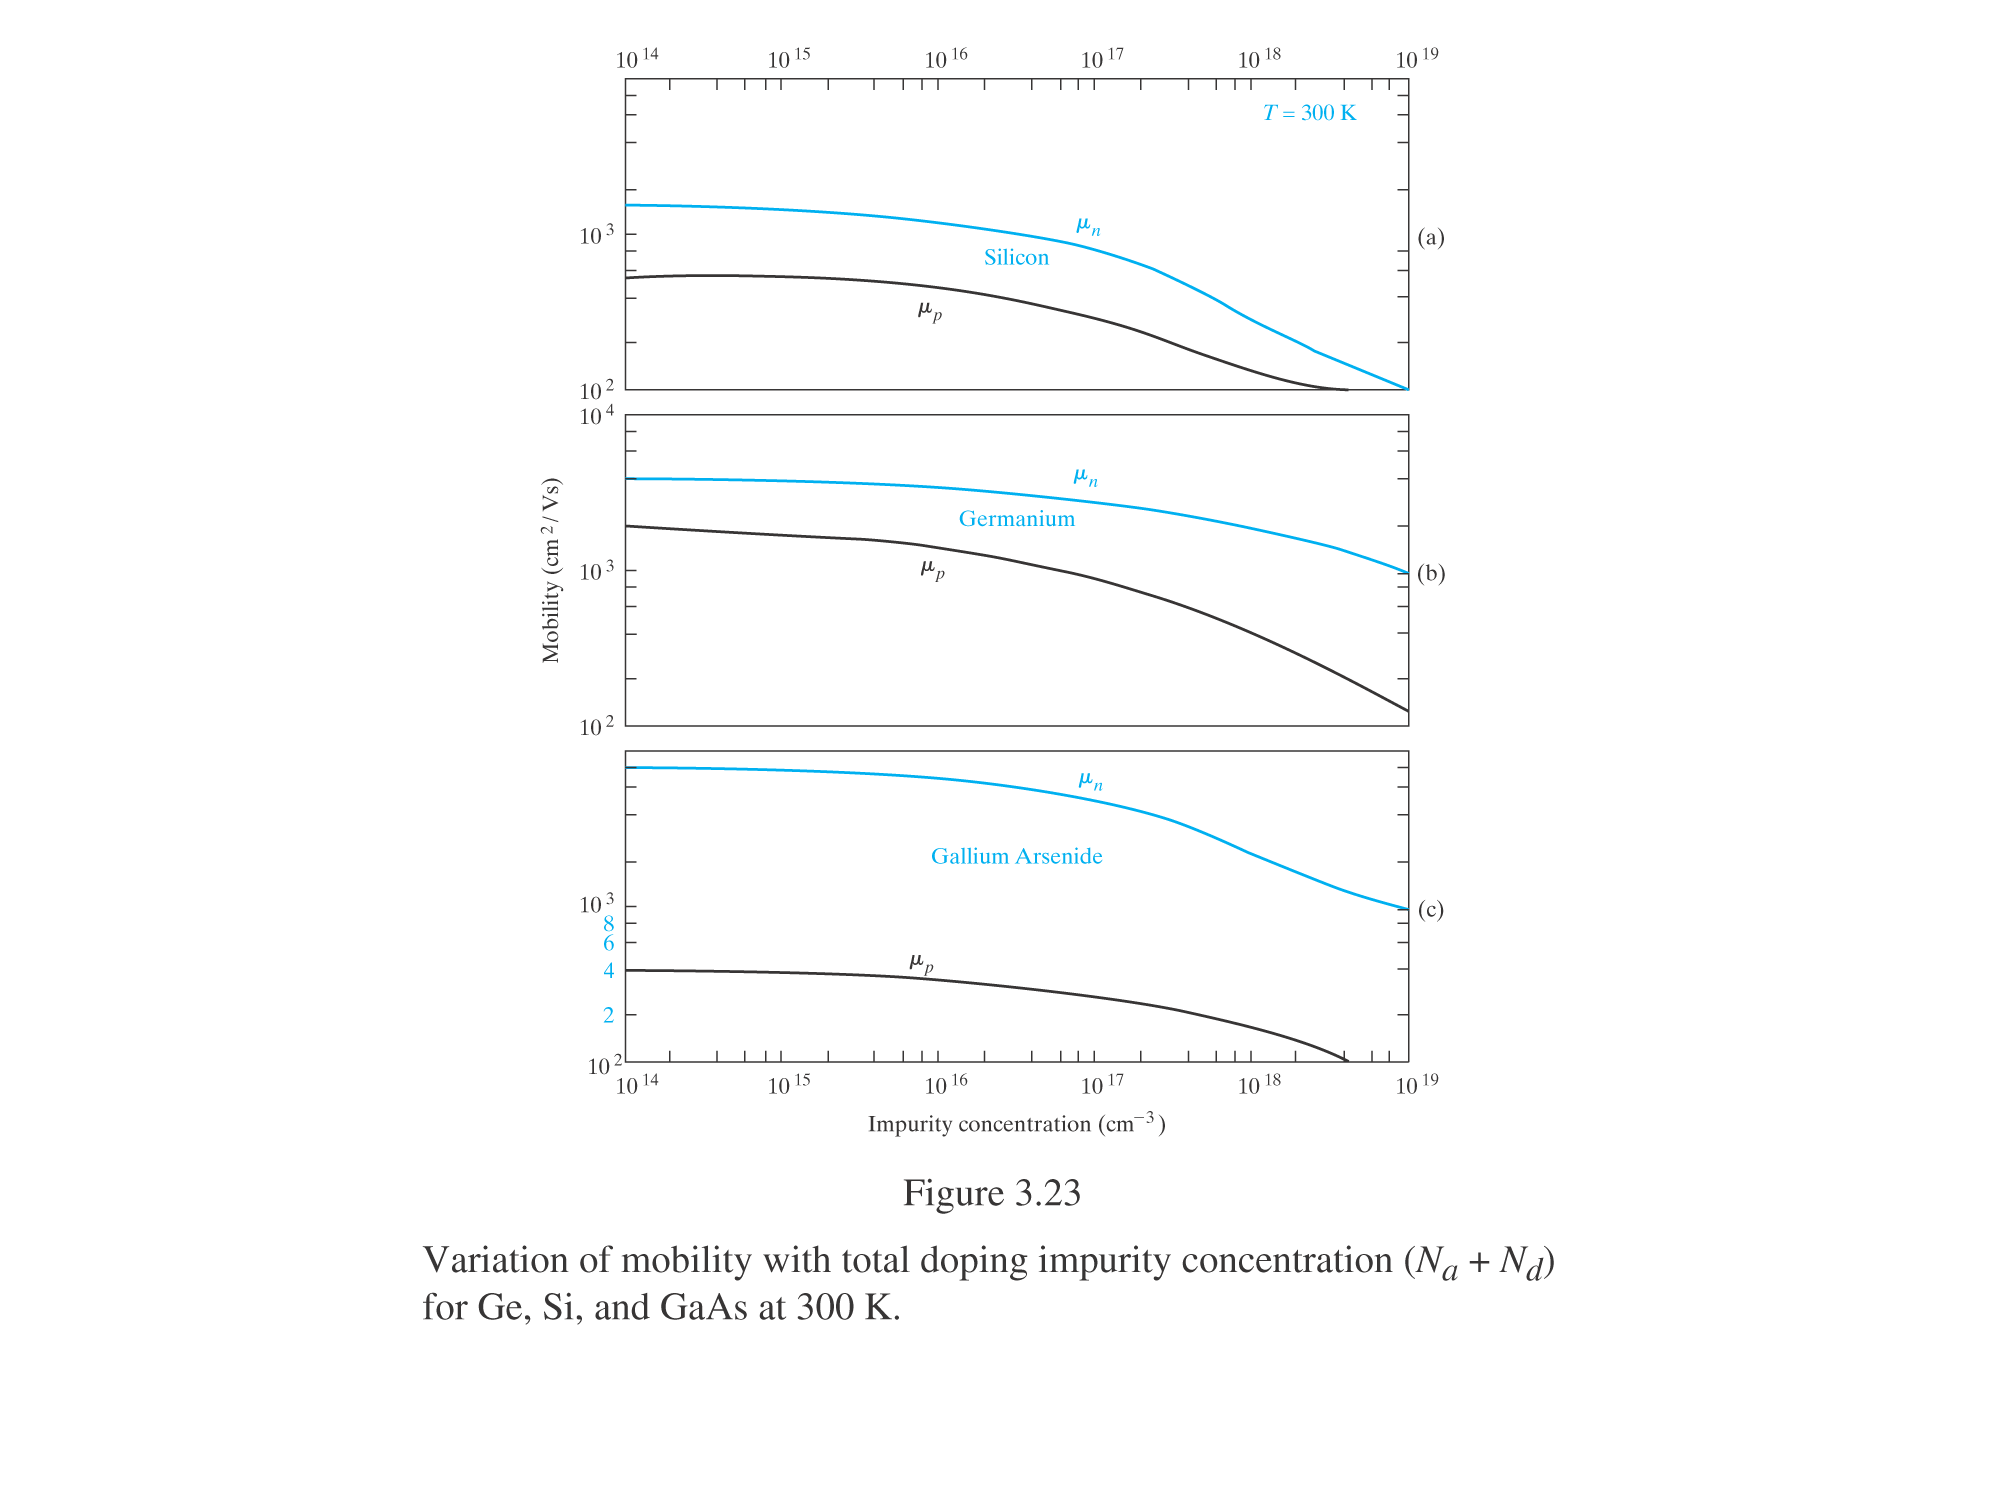 10^14 10^15 10^16 10^17 10^18 10^19
T = 300 K
μn
10^3
(a)
Silicon
μp
10^2
10^4
μn
Germanium
10^3
(b)
μp
Mobility (cm^2/Vs)
10^2
μn
Gallium Arsenide
10^3
(c)
8
6
μp
4
2
10^2
10^14 10^15 10^16 10^17 10^18 10^19
Impurity concentration (cm^−3)
Figure 3.23
Variation of mobility with total doping impurity concentration (Na + Nd)
for Ge, Si, and GaAs at 300 K.